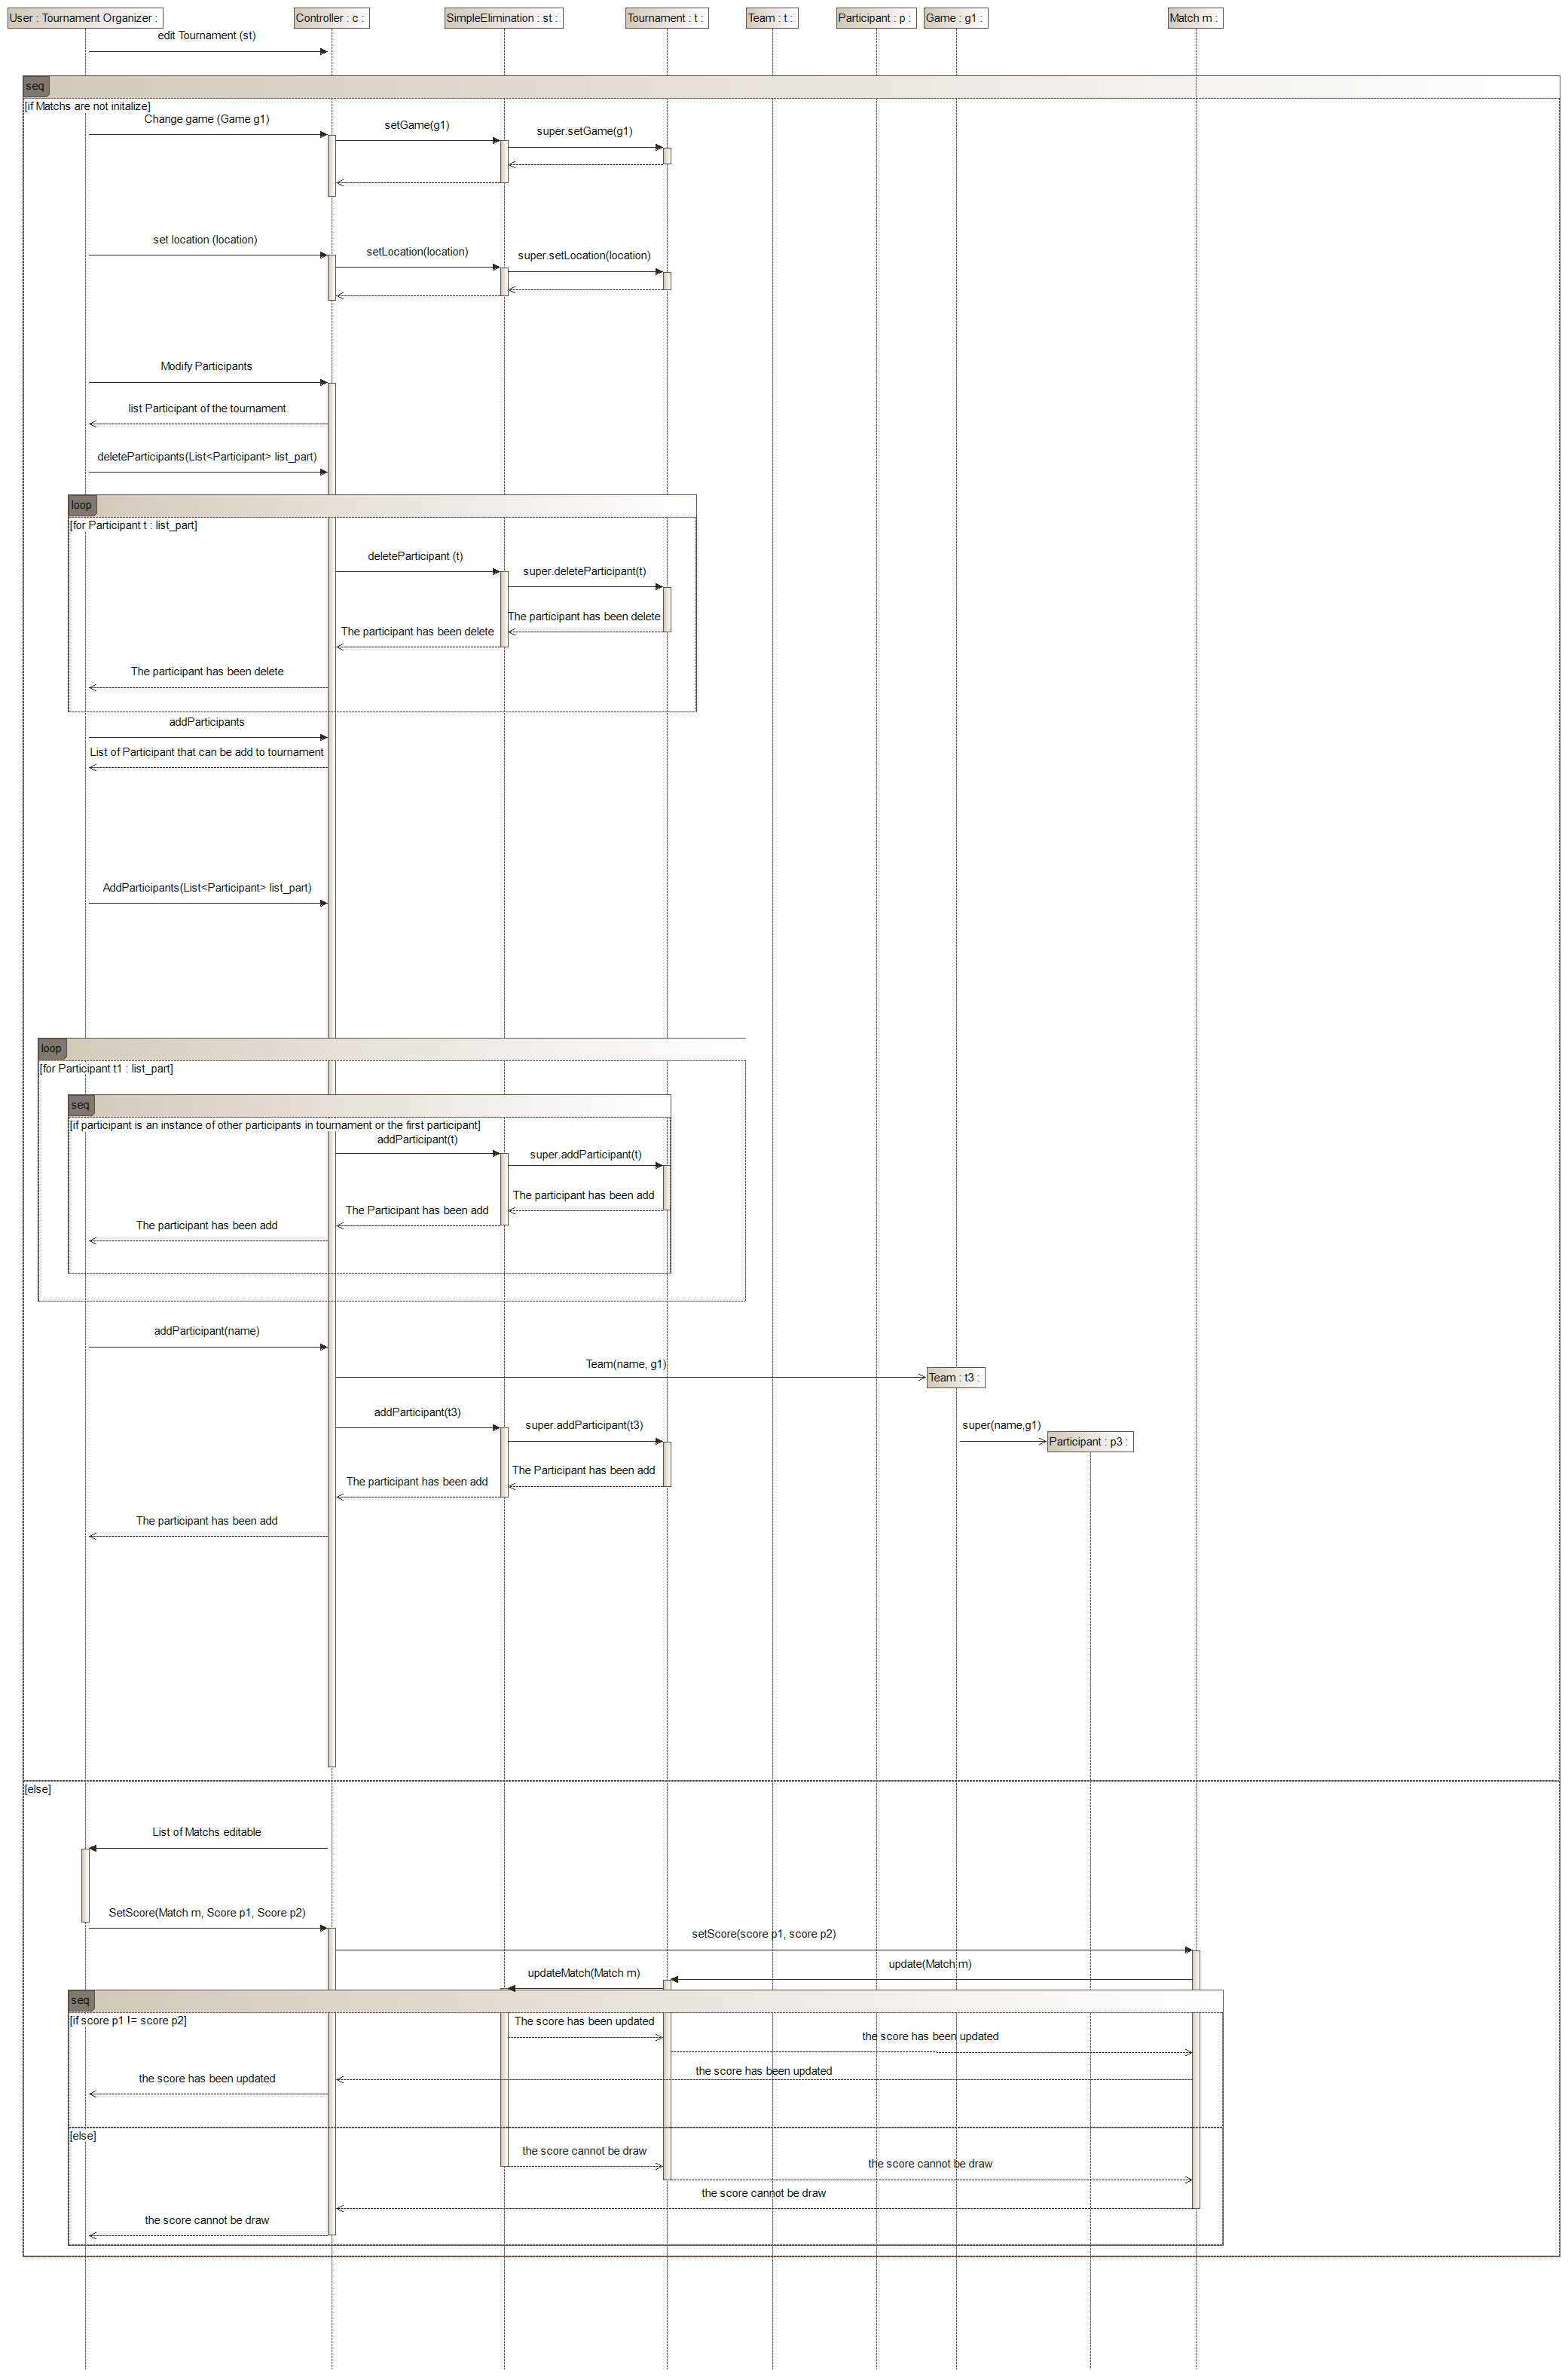 User : Tournament Organizer :
Controller : c :
SimpleElimination : st :
Tournament : t :
Team : t :
Participant : p :
Game : g1 :
Match m :
edit Tournament (st)
seq
[if Matchs are not initalize]
Change game (Game g1)
setGame(g1)
super.setGame(g1)
set location (location)
setLocation(location)
super.setLocation(location)
Modify Participants
list Participant of the tournament
deleteParticipants(List<Participant> list_part)
loop
[for Participant t : list_part]
deleteParticipant (t)
super.deleteParticipant(t)
The participant has been delete
The participant has been delete
The participant has been delete
addParticipants
List of Participant that can be add to tournament
AddParticipants(List<Participant> list_part)
loop
[for Participant t1 : list_part]
seq
[if participant is an instance of other participants in tournament or the first participant]
addParticipant(t)
super.addParticipant(t)
The participant has been add
The Participant has been add
The participant has been add
addParticipant(name)
Team(name, g1)
Team : t3 :
addParticipant(t3)
super.addParticipant(t3)
super(name,g1)
Participant : p3 :
The Participant has been add
The participant has been add
The participant has been add
[else]
List of Matchs editable
SetScore(Match m, Score p1, Score p2)
setScore(score p1, score p2)
update(Match m)
updateMatch(Match m)
seq
[if score p1 != score p2]
The score has been updated
the score has been updated
the score has been updated
the score has been updated
[else]
the score cannot be draw
the score cannot be draw
the score cannot be draw
the score cannot be draw